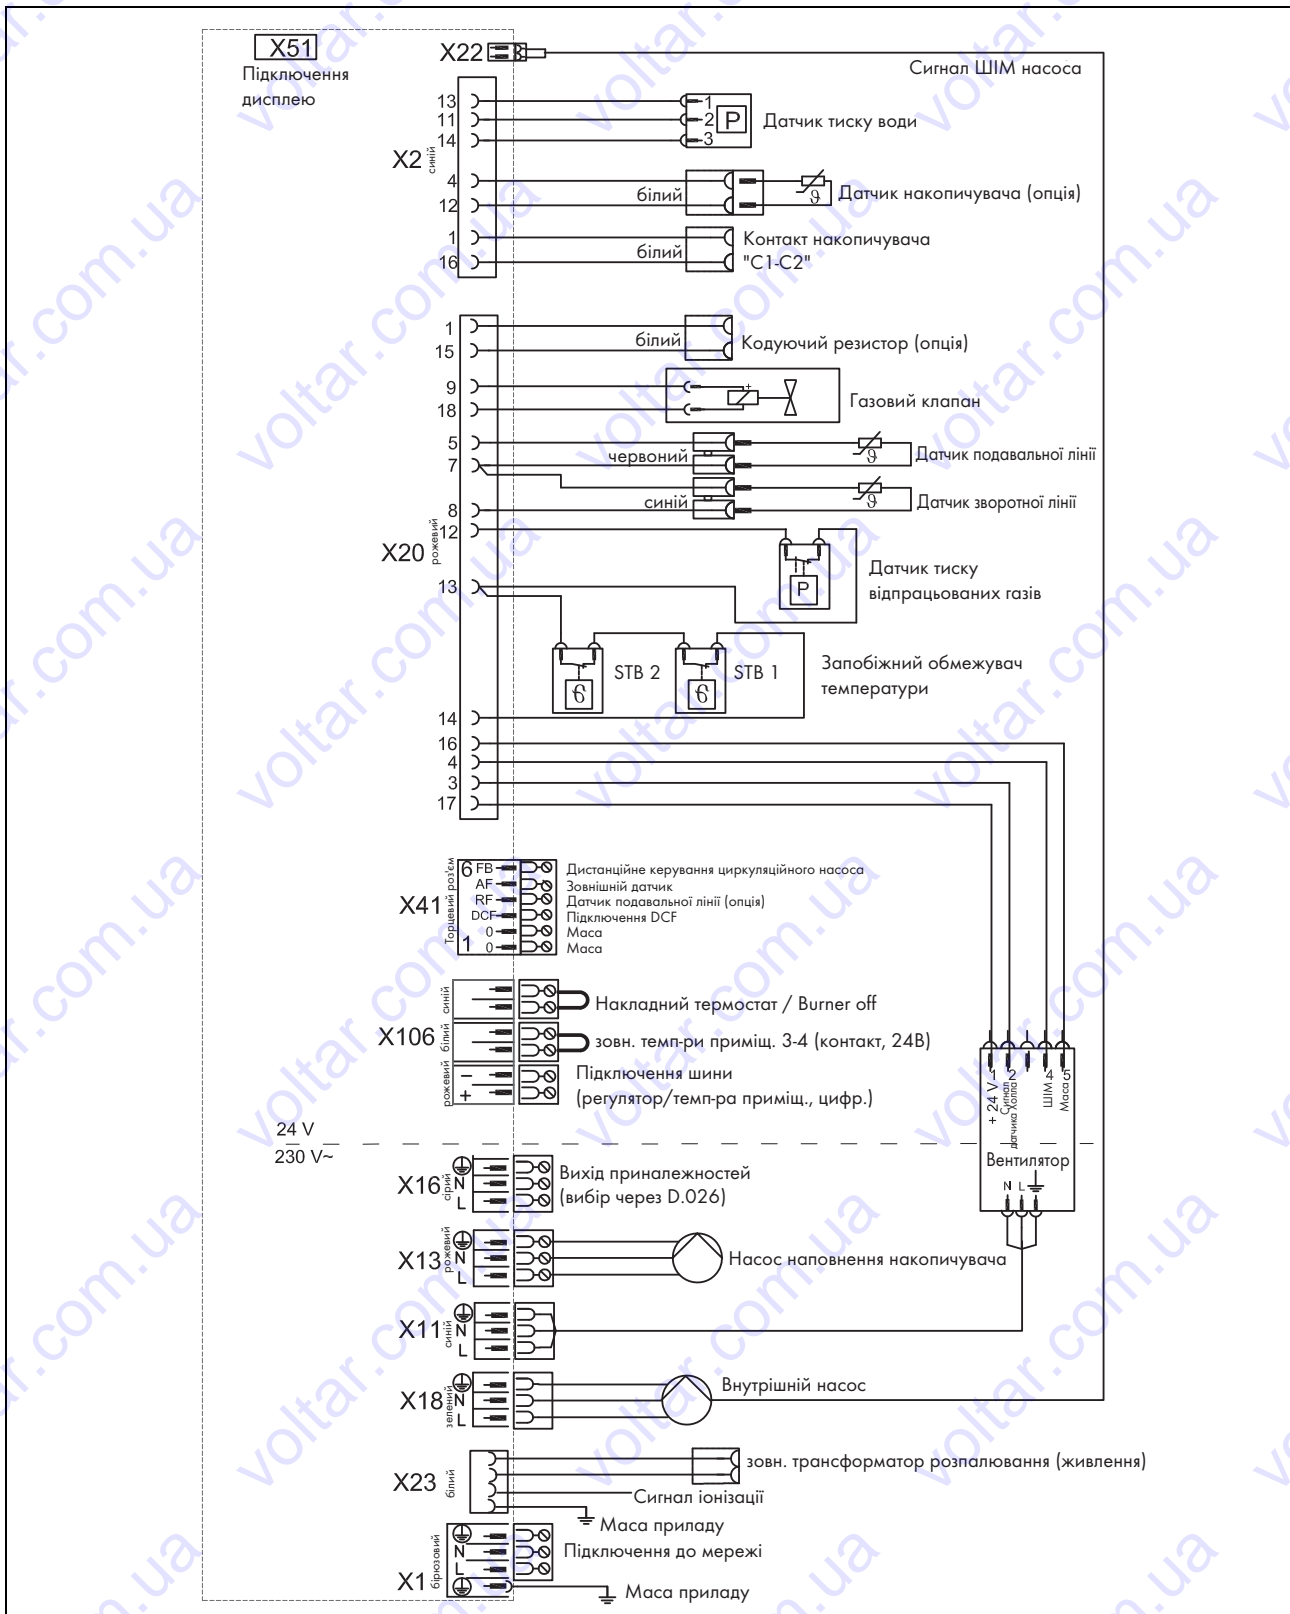 X51
Підключення
дисплею
X22
Сигнал ШІМ насоса
X2
синій
13
11
14
4
12
1
16
1
2
3
P
Датчик тиску води
білий
Датчик накопичувача (опція)
білий
Контакт накопичувача
"C1-C2"
X20
рожевий
1
15
9
18
5
7
8
12
13
14
16
4
3
17
білий
Кодуючий резистор (опція)
+
Газовий клапан
червоний
Датчик подавальної лінії
синій
Датчик зворотної лінії
P
Датчик тиску
відпрацьованих газів
STB 2
STB 1
Запобіжний обмежувач
температури
X41
Торцевий роз'єм
6 FB
AF
RF
DCF
0
1 0
Дистанційне керування циркуляційного насоса
Зовнішній датчик
Датчик подавальної лінії (опція)
Підключення DCF
Маса
Маса
X106
синій
білий
рожевий
−
+
Накладний термостат / Burner off
зовн. темп-ри приміщ. 3-4 (контакт, 24В)
Підключення шини
(регулятор/темп-ра приміщ., цифр.)
1 2 4 5
+ 24 V
Сигнал
датчика Холла
ШІМ
Маса
Вентилятор
N L
24 V
230 V~
X16
сірий
N
L
Вихід приналежностей
(вибір через D.026)
X13
рожевий
N
L
Насос наповнення накопичувача
X11
синій
N
L
X18
зелений
N
L
Внутрішній насос
X23
білий
зовн. трансформатор розпалювання (живлення)
Сигнал іонізації
Маса приладу
X1
бірюзовий
N
L
Підключення до мережі
Маса приладу
voltar.com.ua